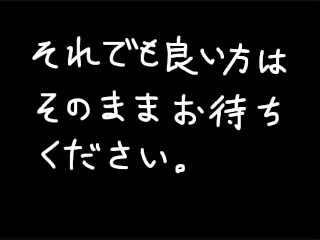 それでも良い方は
そのままお待ち
ください。